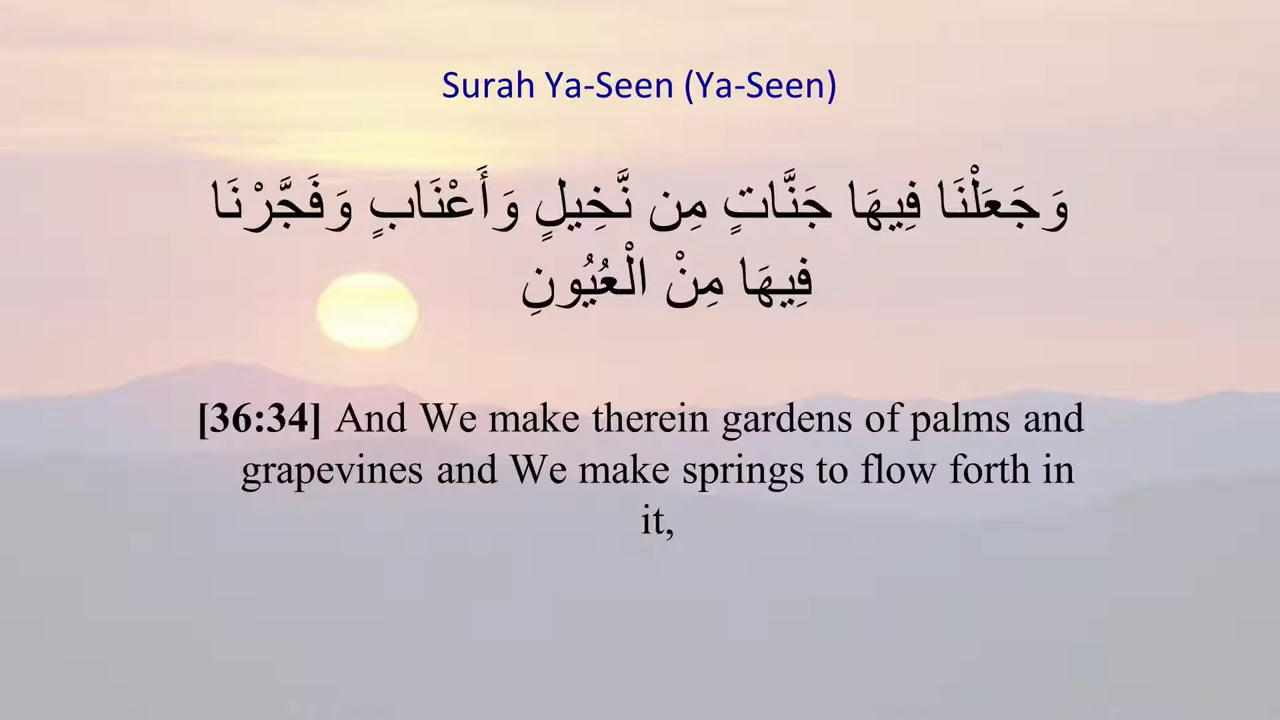 Surah Ya-Seen (Ya-Seen)
وَجَعَلْنَا فِيهَا جَنَّاتٍ مِن نَّخِيلٍ وَأَعْنَابٍ وَفَجَّرْنَا
فِيهَا مِنْ الْعُيُونِ
[36:34] And We make therein gardens of palms and
grapevines and We make springs to flow forth in
it,